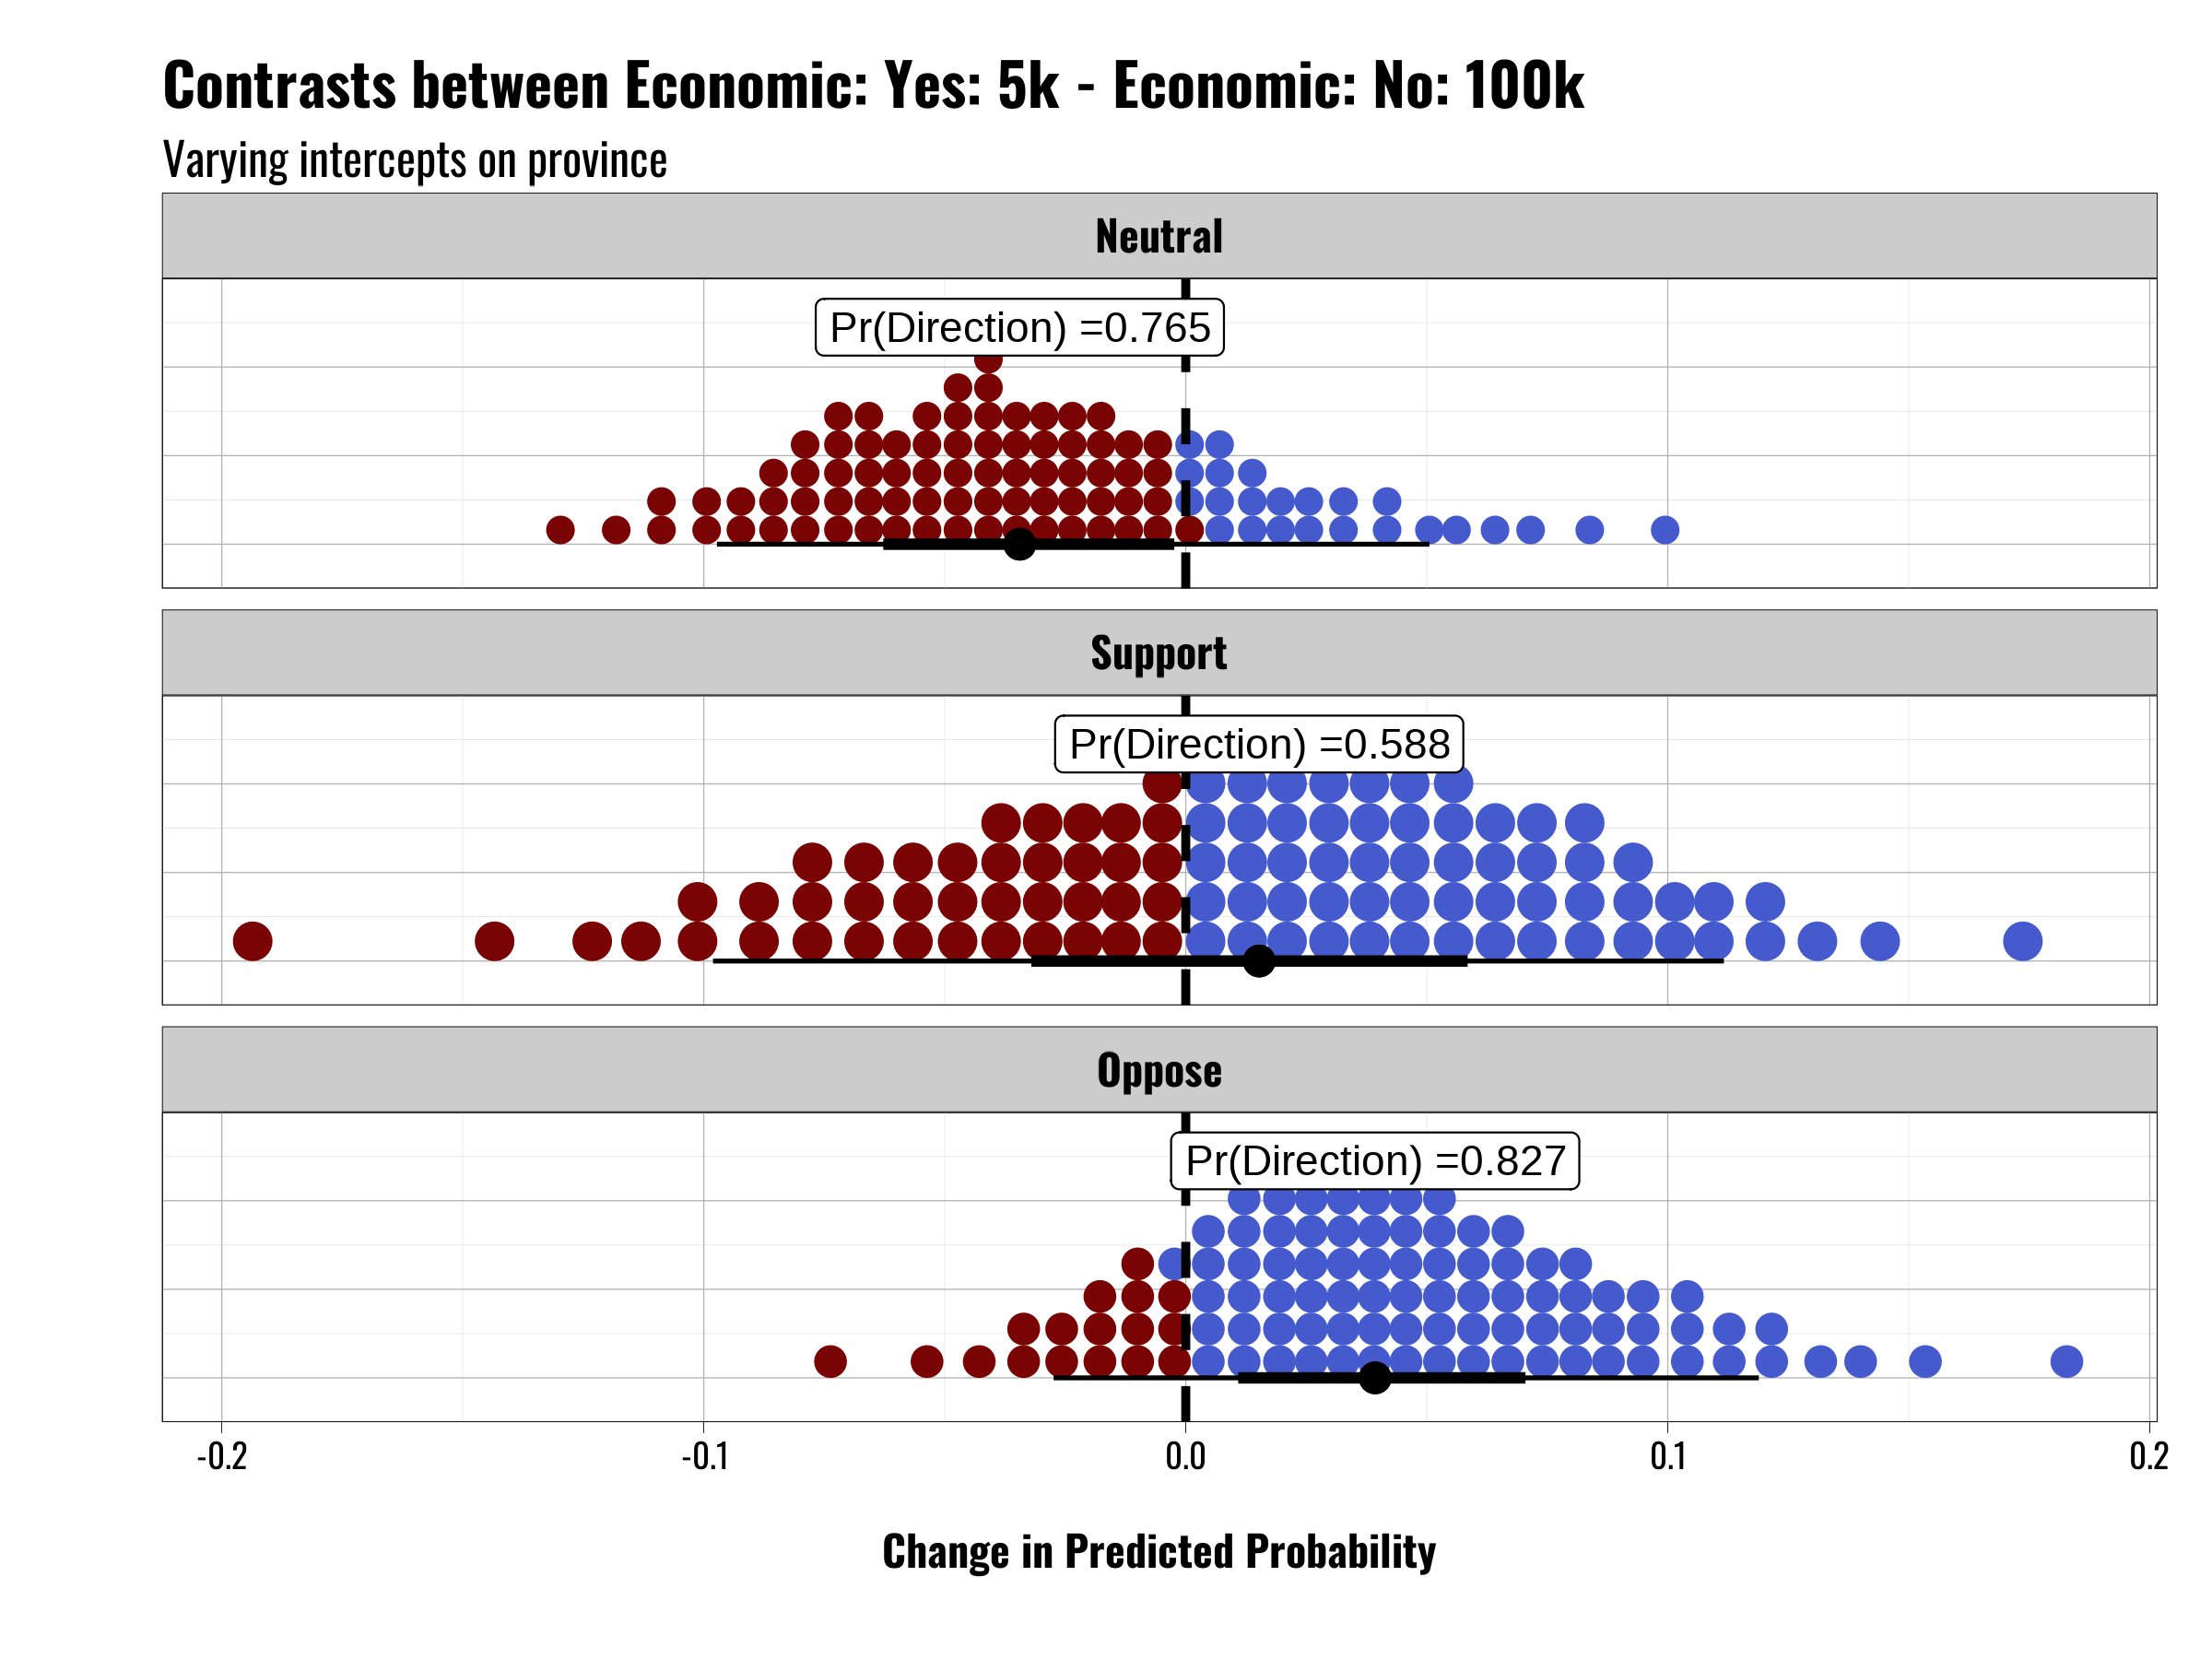 Contrasts between Economic: Yes: 5k - Economic: No: 100k
Varying intercepts on province
Neutral
Pr(Direction) =0.765
Support
Pr(Direction) =0.588
Oppose
Pr(Direction) =0.827
-0.2 -0.1 0.0 0.1 0.2
Change in Predicted Probability